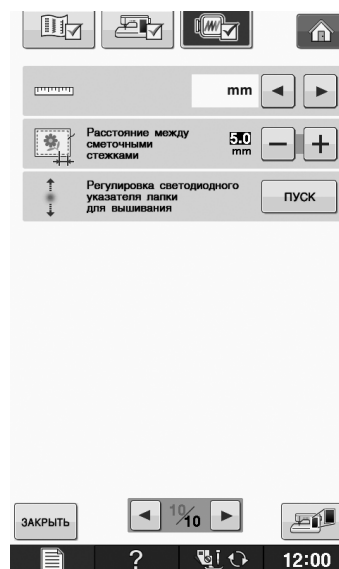 mm
Расстояние между
сметочными
стежками
5.0
mm
Регулировка светодиодного
указателя лапки
для вышивания
ПУСК
ЗАКРЫТЬ
10/10
?
12:00